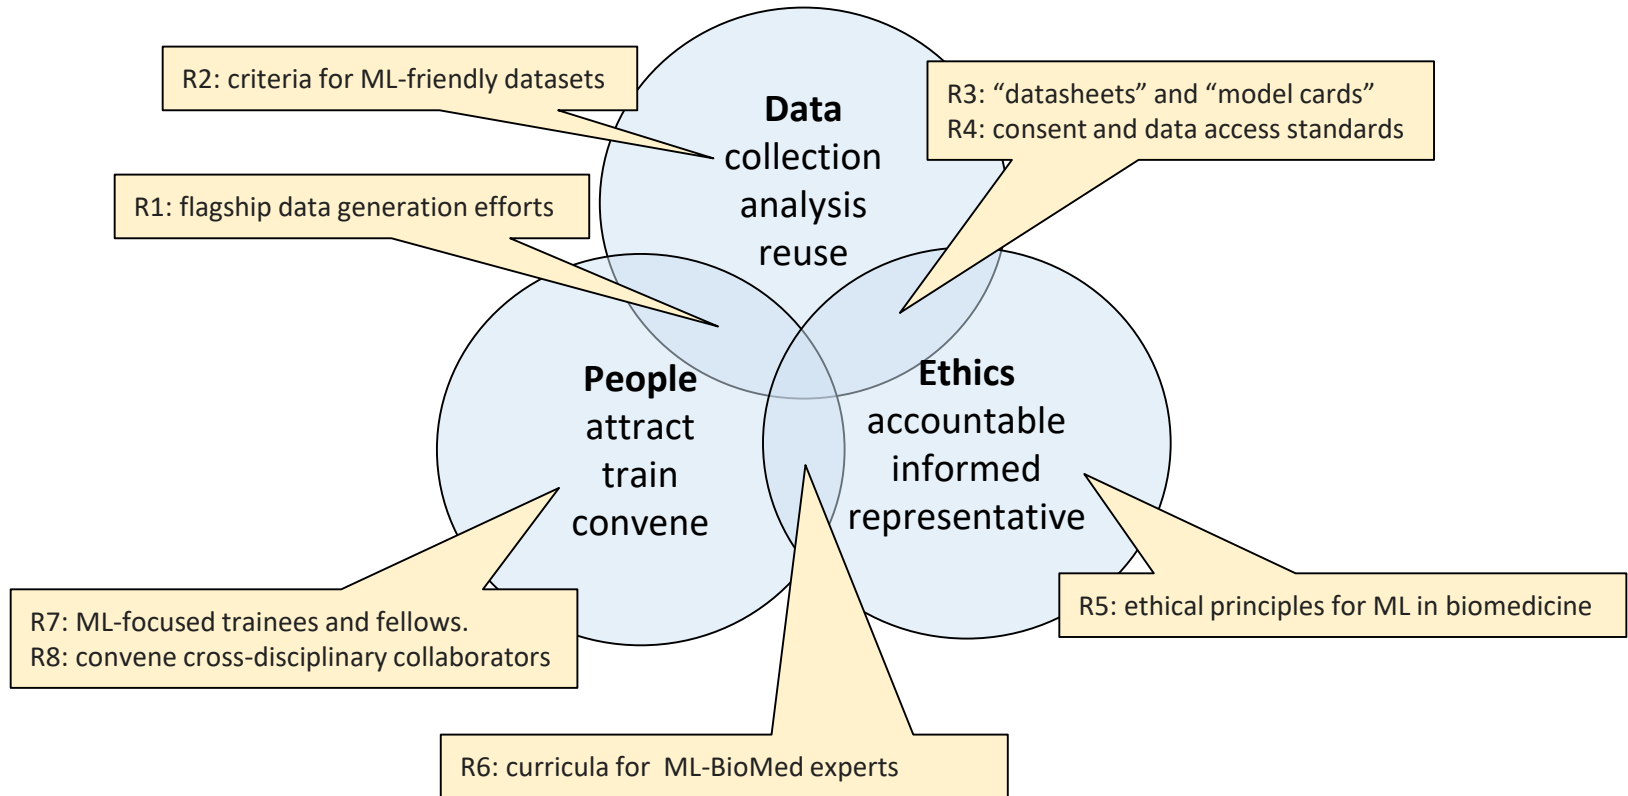 R2: criteria for ML-friendly datasets
Data
collection
analysis
reuse
R3: “datasheets” and “model cards”
R4: consent and data access standards
R1: flagship data generation efforts
People
attract
train
convene
Ethics
accountable
informed
representative
R7: ML-focused trainees and fellows.
R8: convene cross-disciplinary collaborators
R5: ethical principles for ML in biomedicine
R6: curricula for  ML-BioMed experts